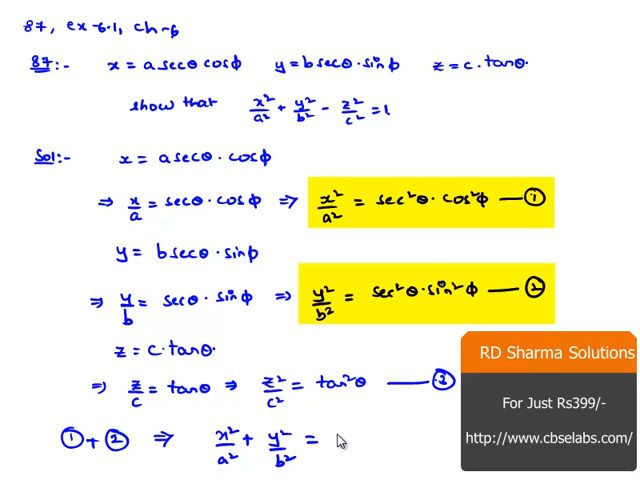 87, ex-6.1, ch-6
87:- x = a secθ cosϕ y = b secθ · sinϕ z = c · tanθ·
show that x²/a² + y²/b² - z²/c² = 1
Sol:- x = a secθ · cosϕ
⇒ x/a = secθ · cosϕ ⇒ x²/a² = sec²θ · cos²ϕ — ①
y = b secθ · sinϕ
⇒ y/b = secθ · sinϕ ⇒ y²/b² = sec²θ · sin²ϕ — ②
z = c · tanθ·
⇒ z/c = tanθ ⇒ z²/c² = tan²θ — ③
① + ② ⇒ x²/a² + y²/b² =
RD Sharma Solutions
For Just Rs399/-
http://www.cbselabs.com/